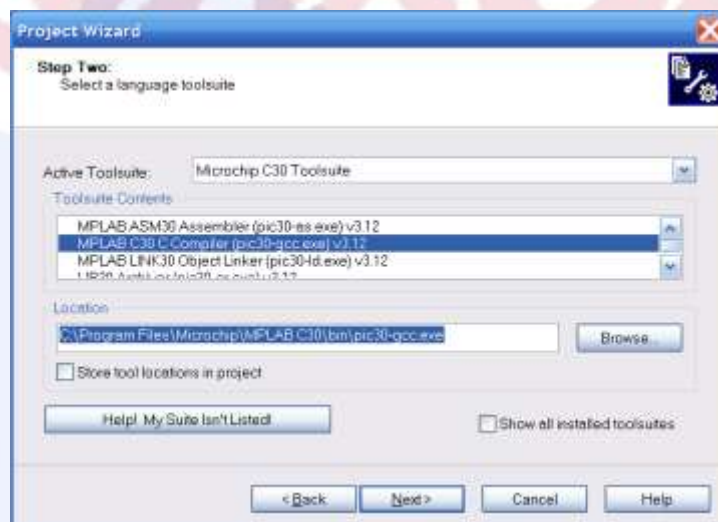 Project Wizard
Step Two:
Select a language toolsuite
Active Toolsuite: Microchip C30 Toolsuite
Toolsuite Contents
MPLAB ASM30 Assembler (pic30-as.exe) v3.12
MPLAB C30 C Compiler (pic30-gcc.exe) v3.12
MPLAB LINK30 Object Linker (pic30-ld.exe) v3.12
Location
C:\Program Files\Microchip\MPLAB C30\bin\pic30-gcc.exe
Browse...
Store tool locations in project
Help! My Suite Isn't Listed!
Show all installed toolsuites
< Back Next > Cancel Help